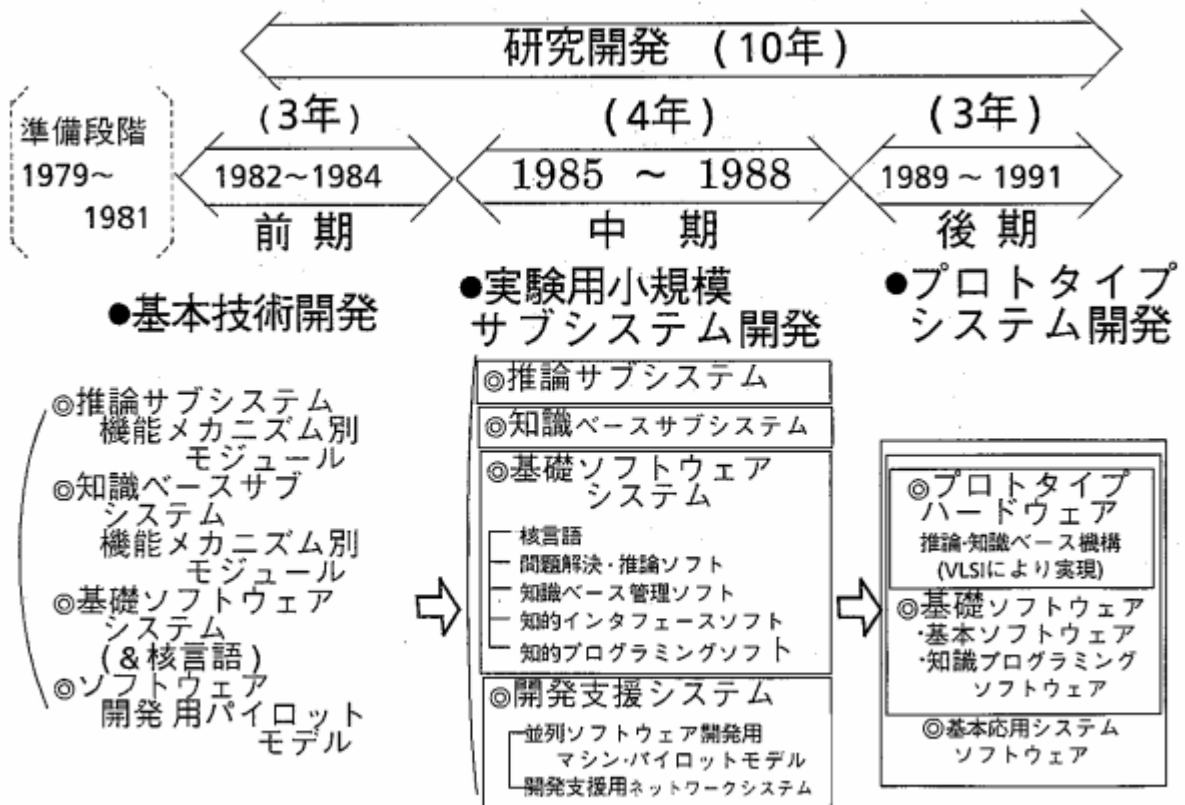 研究開発 (10年)
準備段階
1979～
1981
(3年)
1982～1984
前期
(4年)
1985 ～ 1988
中期
(3年)
1989 ～ 1991
後期
●基本技術開発
◎推論サブシステム
機能メカニズム別
モジュール
◎知識ベースサブ
システム
機能メカニズム別
モジュール
◎基礎ソフトウェア
システム
(&核言語)
◎ソフトウェア
開発用パイロット
モデル
●実験用小規模
サブシステム開発
◎推論サブシステム
◎知識ベースサブシステム
◎基礎ソフトウェア
システム
核言語
問題解決・推論ソフト
知識ベース管理ソフト
知的インタフェースソフト
知的プログラミングソフト
◎開発支援システム
並列ソフトウェア開発用
マシン・パイロットモデル
開発支援用ネットワークシステム
●プロトタイプ
システム開発
◎プロトタイプ
ハードウェア
推論・知識ベース機構
(VLSIにより実現)
◎基礎ソフトウェア
・基本ソフトウェア
・知識プログラミング
ソフトウェア
◎基本応用システム
ソフトウェア